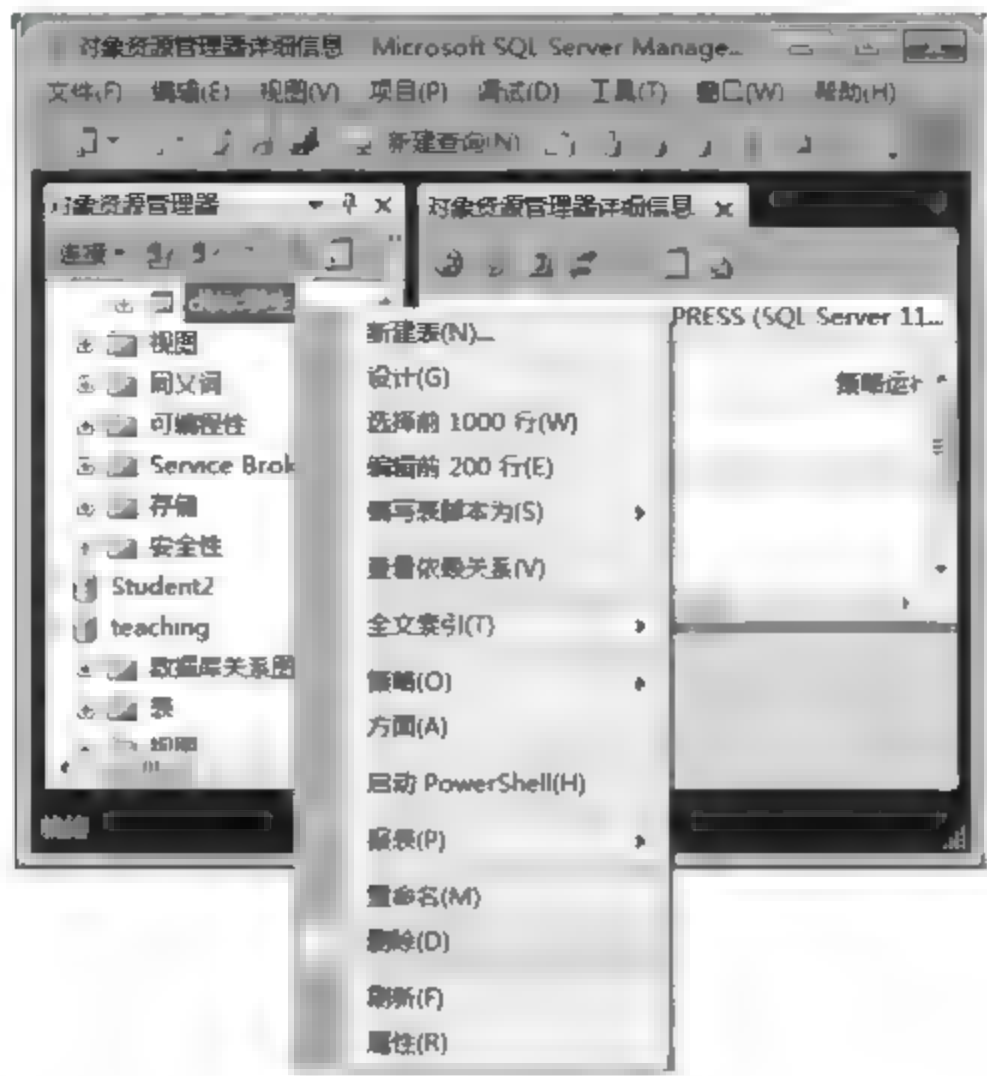 对象资源管理器详细信息 Microsoft SQL Server Manage...
文件(F) 编辑(E) 视图(V) 项目(P) 调试(D) 工具(T) 窗口(W) 帮助(H)
新建查询(N)
对象资源管理器
对象资源管理器详细信息
连接
视图
同义词
可编程性
Service Brok
存储
安全性
Student2
teaching
数据库关系图
表
视图
新建表(N)...
设计(G)
选择前 1000 行(W)
编辑前 200 行(E)
编写表脚本为(S)
查看依赖关系(V)
全文索引(T)
策略(O)
方面(A)
启动 PowerShell(H)
报表(P)
重命名(M)
删除(D)
刷新(F)
属性(R)
PRESS (SQL Server 11...